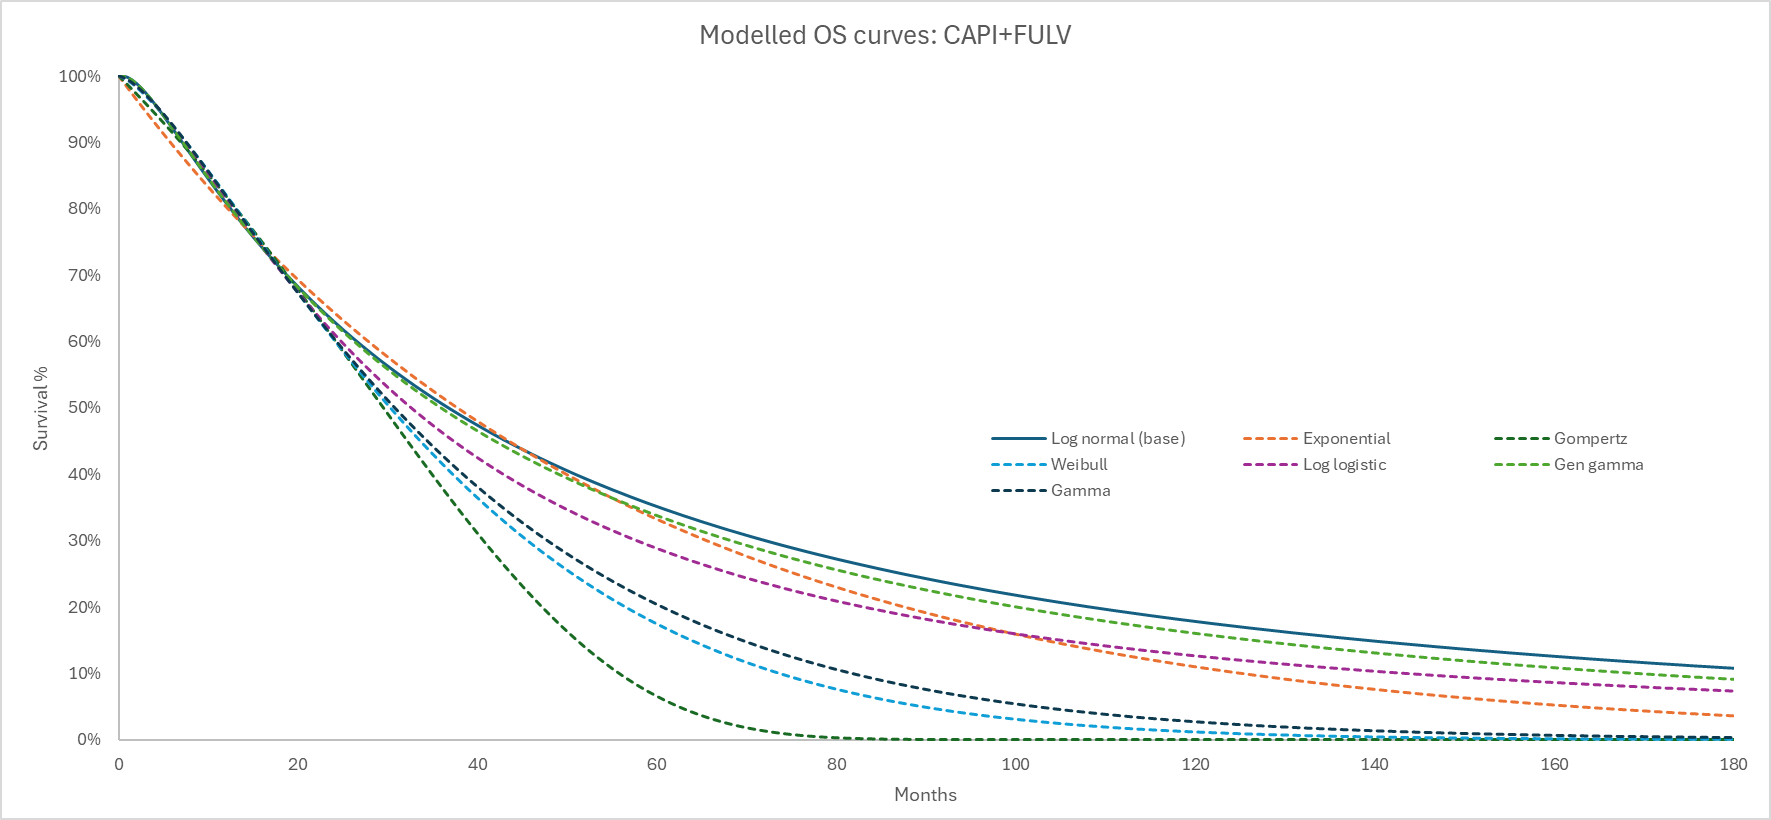 Modelled OS curves: CAPI+FULV
100%
90%
80%
70%
60%
50%
40%
30%
20%
10%
0%
Survival %
Log normal (base) Exponential Gompertz
Weibull Log logistic Gen gamma
Gamma
0 20 40 60 80 100 120 140 160 180
Months